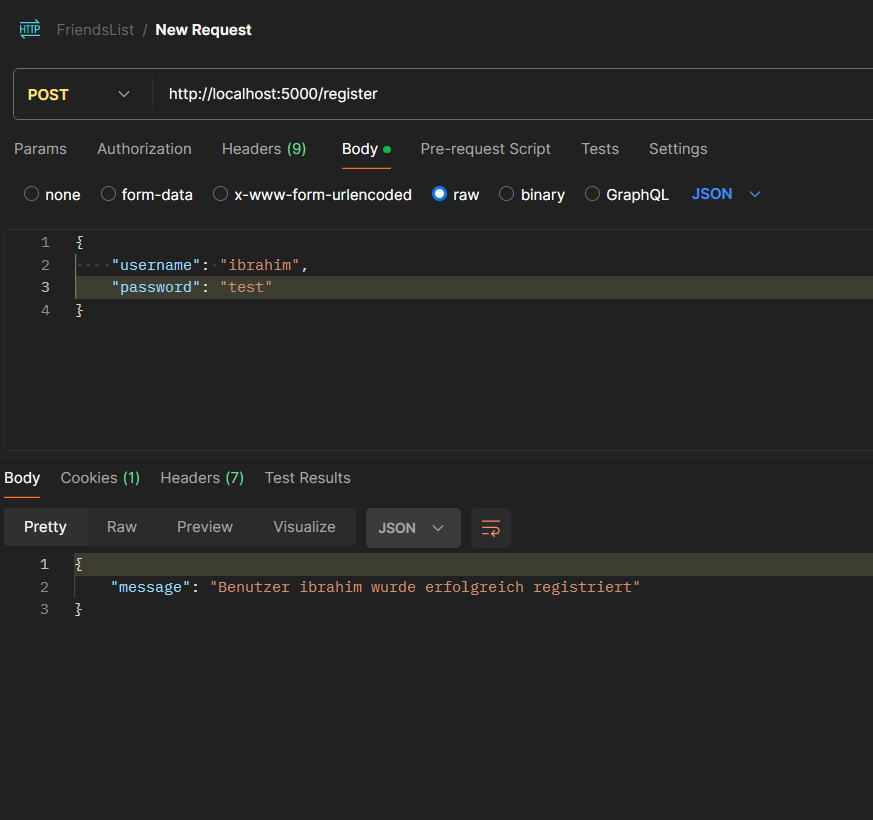 HTTP FriendsList / New Request
POST http://localhost:5000/register
Params Authorization Headers (9) Body Pre-request Script Tests Settings
none form-data x-www-form-urlencoded raw binary GraphQL JSON
1 {
2 "username": "ibrahim",
3 "password": "test"
4 }
Body Cookies (1) Headers (7) Test Results
Pretty Raw Preview Visualize JSON
1 {
2 "message": "Benutzer ibrahim wurde erfolgreich registriert"
3 }